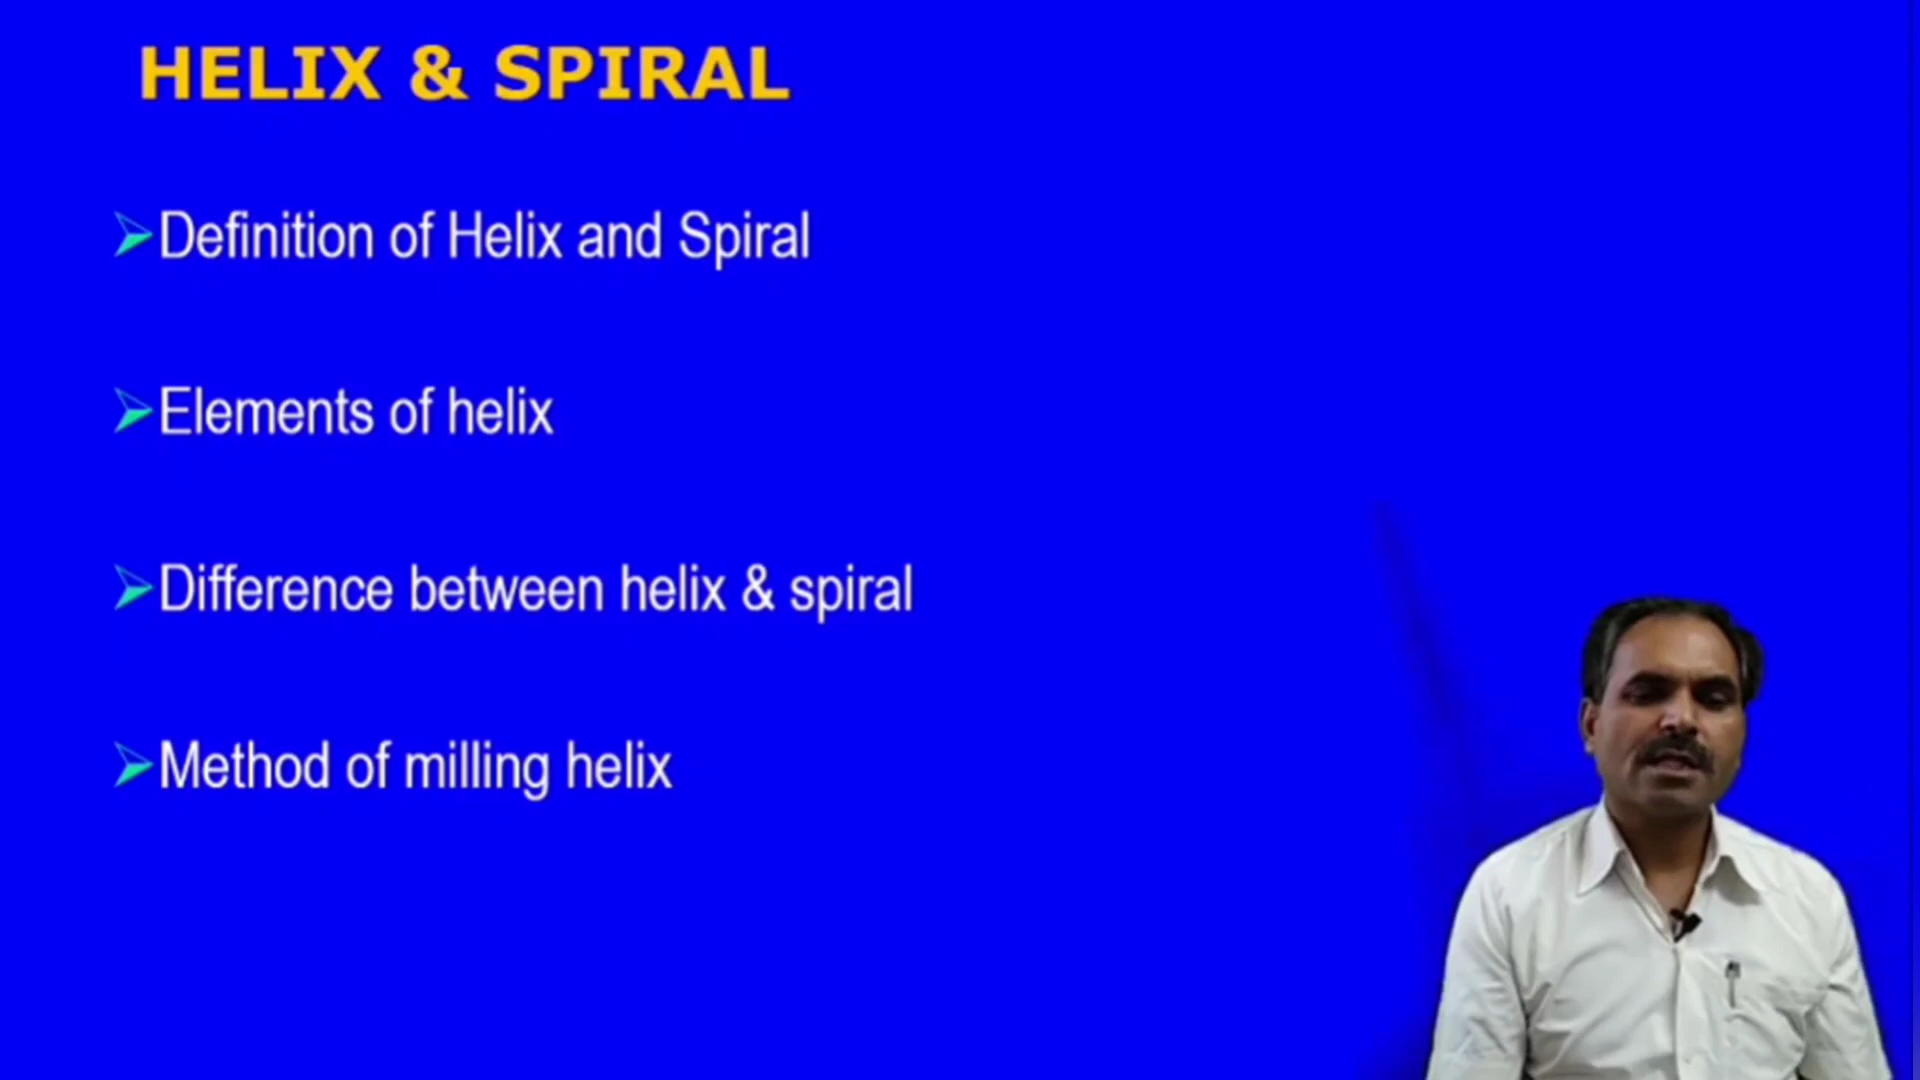 HELIX & SPIRAL
Definition of Helix and Spiral
Elements of helix
Difference between helix & spiral
Method of milling helix